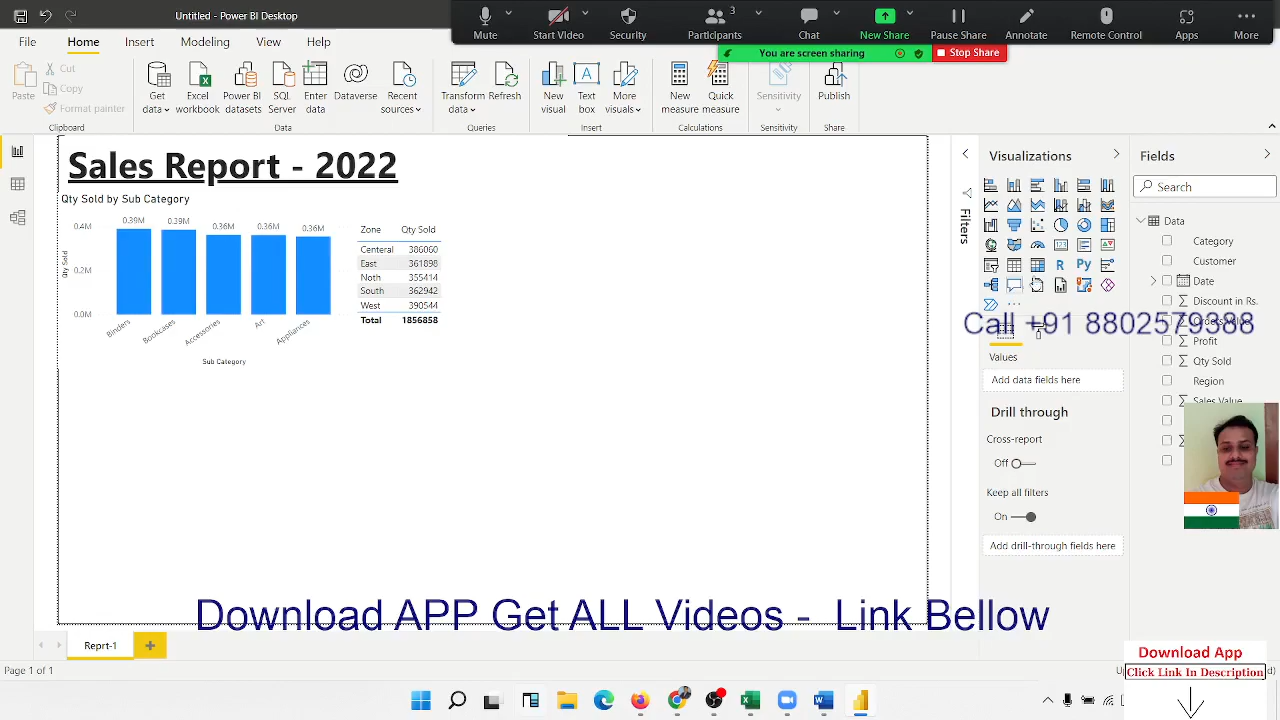 Mute
Start Video
Security
Participants
3
Chat
New Share
Pause Share
Annotate
Remote Control
Apps
More
You are screen sharing
Stop Share
File
Home
Insert
Modeling
View
Help
Paste
Cut
Copy
Format painter
Clipboard
Get data
Excel workbook
Power BI datasets
SQL Server
Enter data
Dataverse
Recent sources
Data
Transform data
Refresh
Queries
New visual
Text box
More visuals
Insert
New measure
Quick measure
Calculations
Sensitivity
Sensitivity
Publish
Share
Sales Report - 2022
Qty Sold by Sub Category
0.4M
0.2M
0.0M
Qty Sold
0.39M
0.39M
0.36M
0.36M
0.36M
Binders
Bookcases
Accessories
Art
Appliances
Sub Category
Zone Qty Sold
Centeral 386060
East 361898
Noth 355414
South 362942
West 390544
Total 1856858
Filters
Visualizations
R
Py
Values
Add data fields here
Drill through
Cross-report
Off
Keep all filters
On
Add drill-through fields here
Fields
Search
Data
Category
Customer
Date
Discount in Rs.
Profit
Qty Sold
Region
Sales Value
Call +91 8802579388
Download APP Get ALL Videos - Link Bellow
Reprt-1
Page 1 of 1
Download App
Click Link In Description